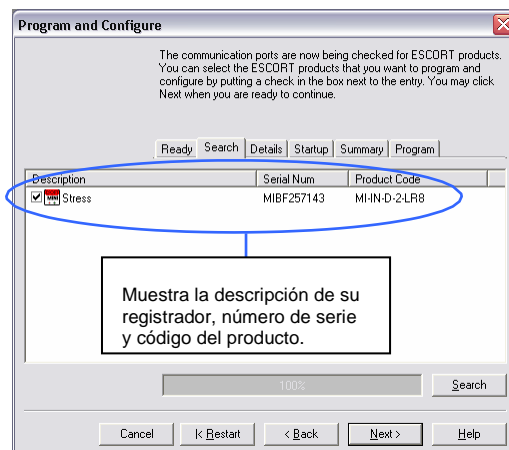 Program and Configure
The communication ports are now being checked for ESCORT products.
You can select the ESCORT products that you want to program and
configure by putting a check in the box next to the entry. You may click
Next when you are ready to continue.
Ready Search Details Startup Summary Program
Description Serial Num Product Code
MINI Stress MIBF257143 MI-IN-D-2-LR8
Muestra la descripción de su
registrador, número de serie
y código del producto.
100% Search
Cancel |< Restart < Back Next > Help